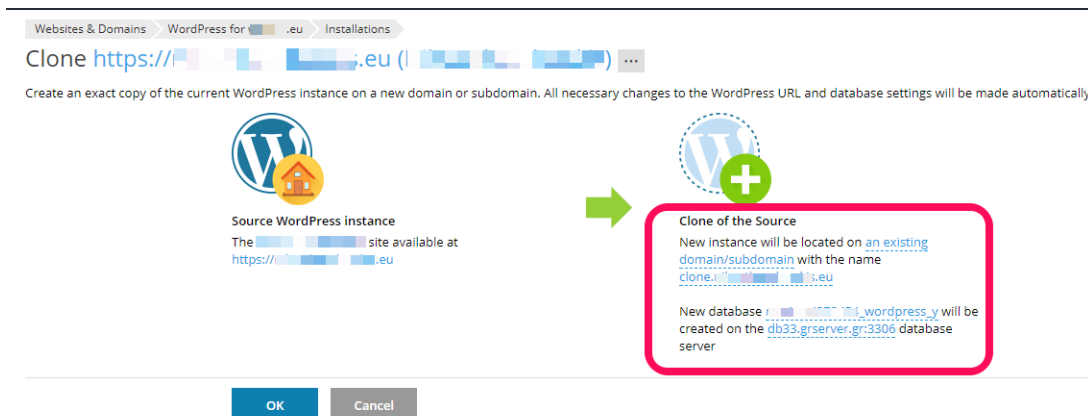 Websites & Domains WordPress for .eu Installations
Clone https:// .eu ( ) ...
Create an exact copy of the current WordPress instance on a new domain or subdomain. All necessary changes to the WordPress URL and database settings will be made automatically
Source WordPress instance
The site available at
https:// .eu
Clone of the Source
New instance will be located on an existing
domain/subdomain with the name
clone. .eu
New database _wordpress_y will be
created on the db33.grserver.gr:3306 database
server
OK Cancel